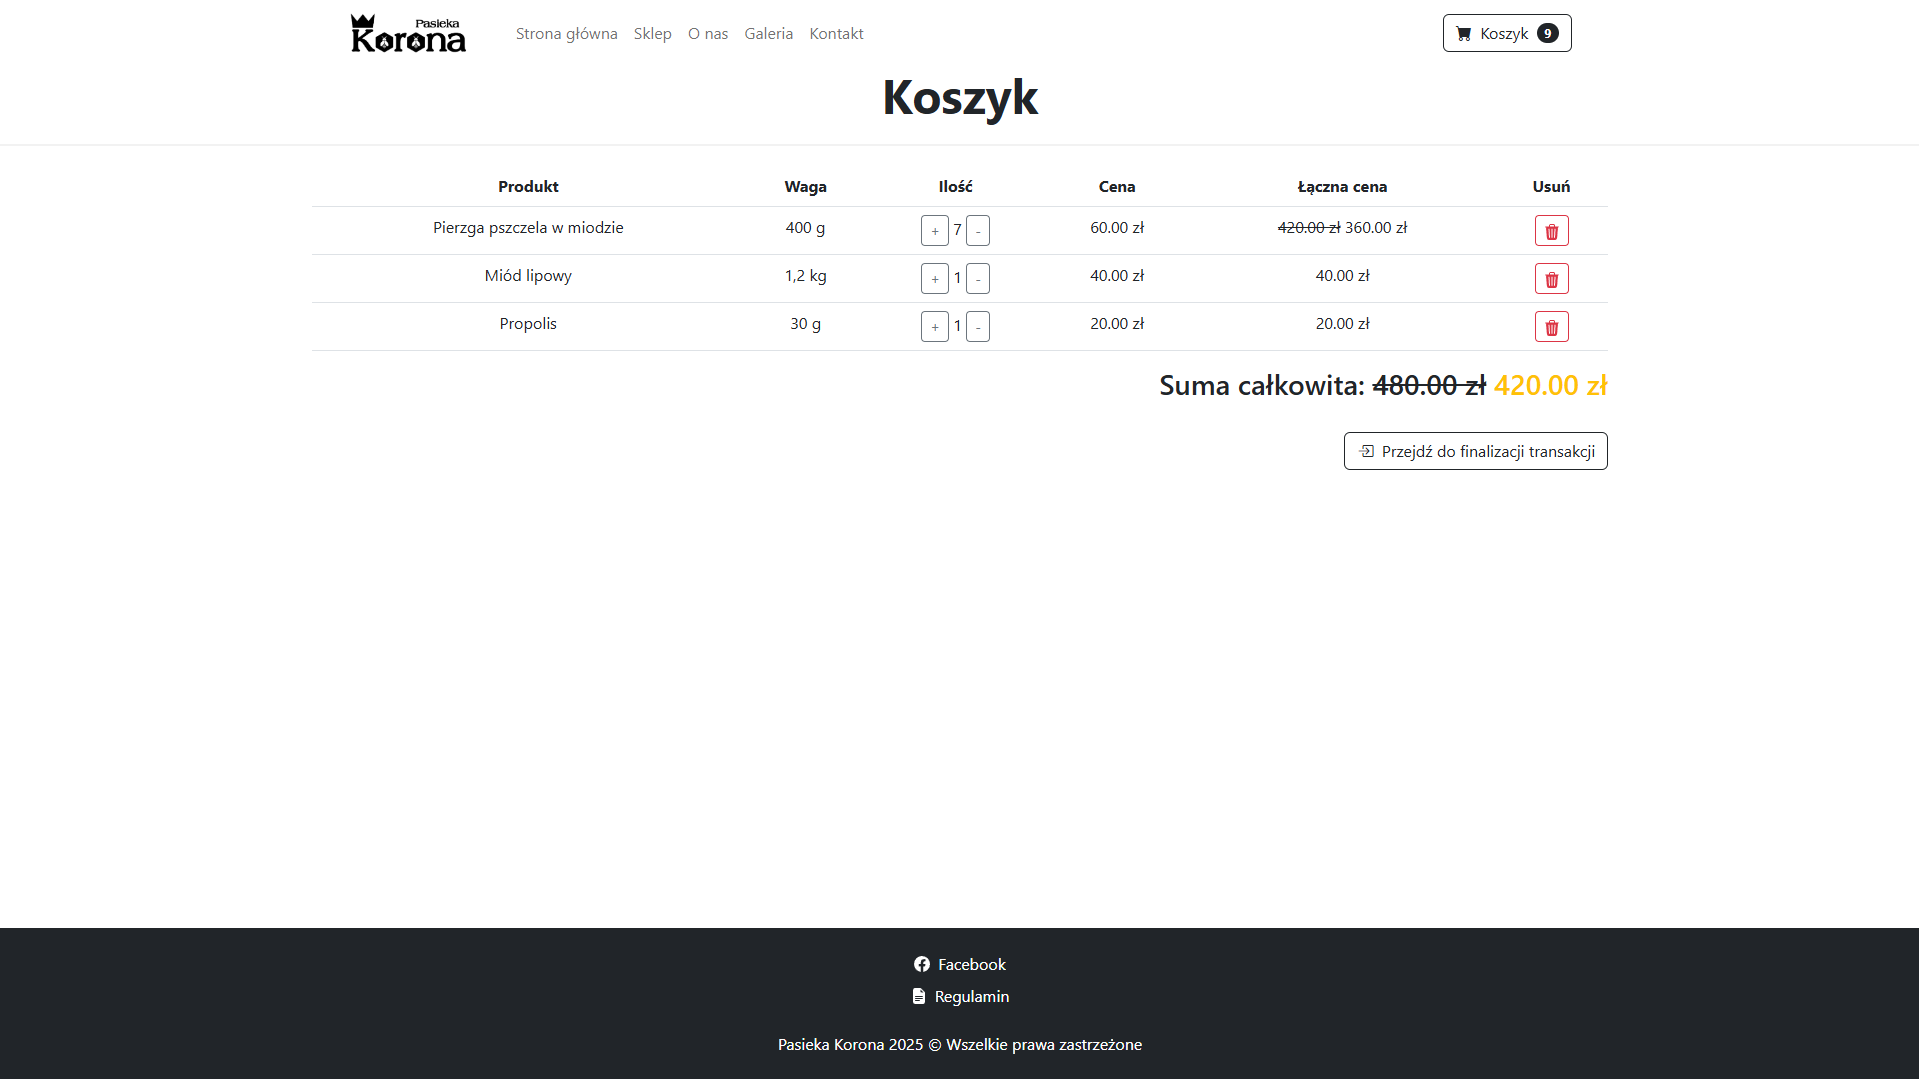 Pasieka
Korona
Strona główna Sklep O nas Galeria Kontakt
Koszyk 9
Koszyk
Produkt Waga Ilość Cena Łączna cena Usuń
Pierzga pszczela w miodzie 400 g + 7 - 60.00 zł 420.00 zł 360.00 zł
Miód lipowy 1,2 kg + 1 - 40.00 zł 40.00 zł
Propolis 30 g + 1 - 20.00 zł 20.00 zł
Suma całkowita: 480.00 zł 420.00 zł
Przejdź do finalizacji transakcji
Facebook
Regulamin
Pasieka Korona 2025 © Wszelkie prawa zastrzeżone